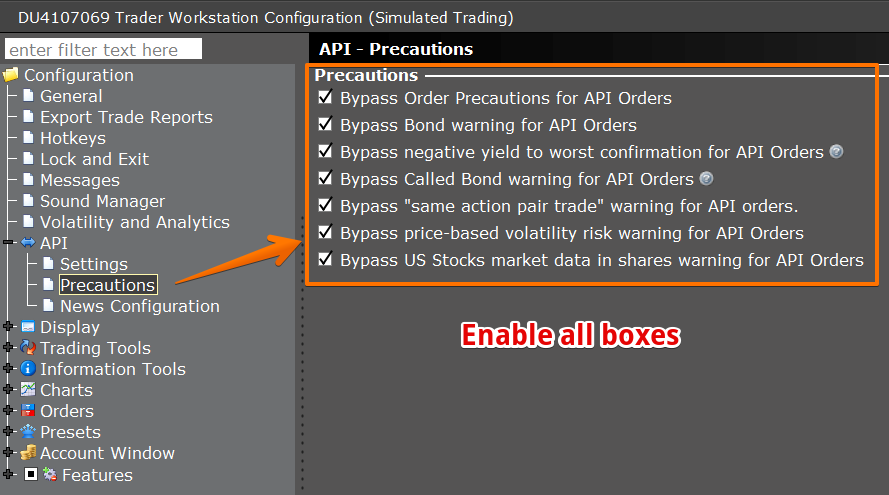 DU4107069 Trader Workstation Configuration (Simulated Trading)
enter filter text here
Configuration
General
Export Trade Reports
Hotkeys
Lock and Exit
Messages
Sound Manager
Volatility and Analytics
API
Settings
Precautions
News Configuration
Display
Trading Tools
Information Tools
Charts
Orders
Presets
Account Window
Features
API - Precautions
Precautions
Bypass Order Precautions for API Orders
Bypass Bond warning for API Orders
Bypass negative yield to worst confirmation for API Orders
Bypass Called Bond warning for API Orders
Bypass "same action pair trade" warning for API orders.
Bypass price-based volatility risk warning for API Orders
Bypass US Stocks market data in shares warning for API Orders
Enable all boxes